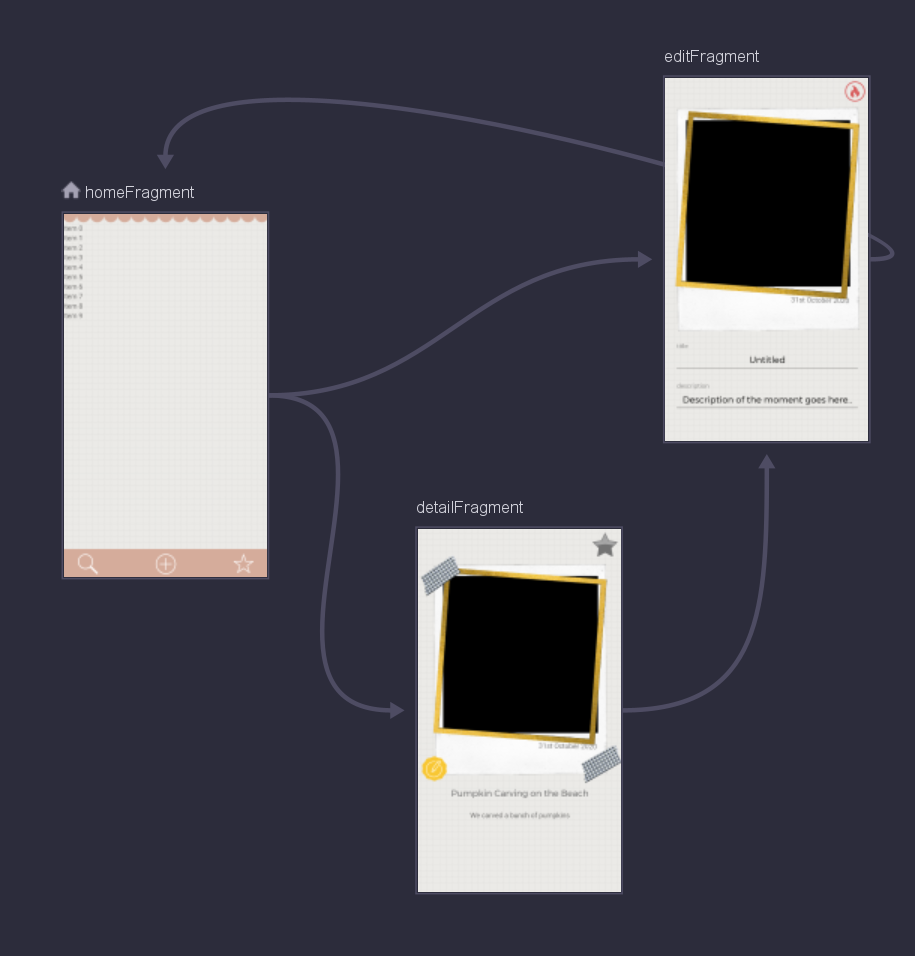 editFragment
31st October 2020
title
Untitled
description
Description of the moment goes here..
homeFragment
Item 0
Item 1
Item 2
Item 3
Item 4
Item 5
Item 6
Item 7
Item 8
Item 9
detailFragment
31st October 2020
Pumpkin Carving on the Beach
We carved a bunch of pumpkins